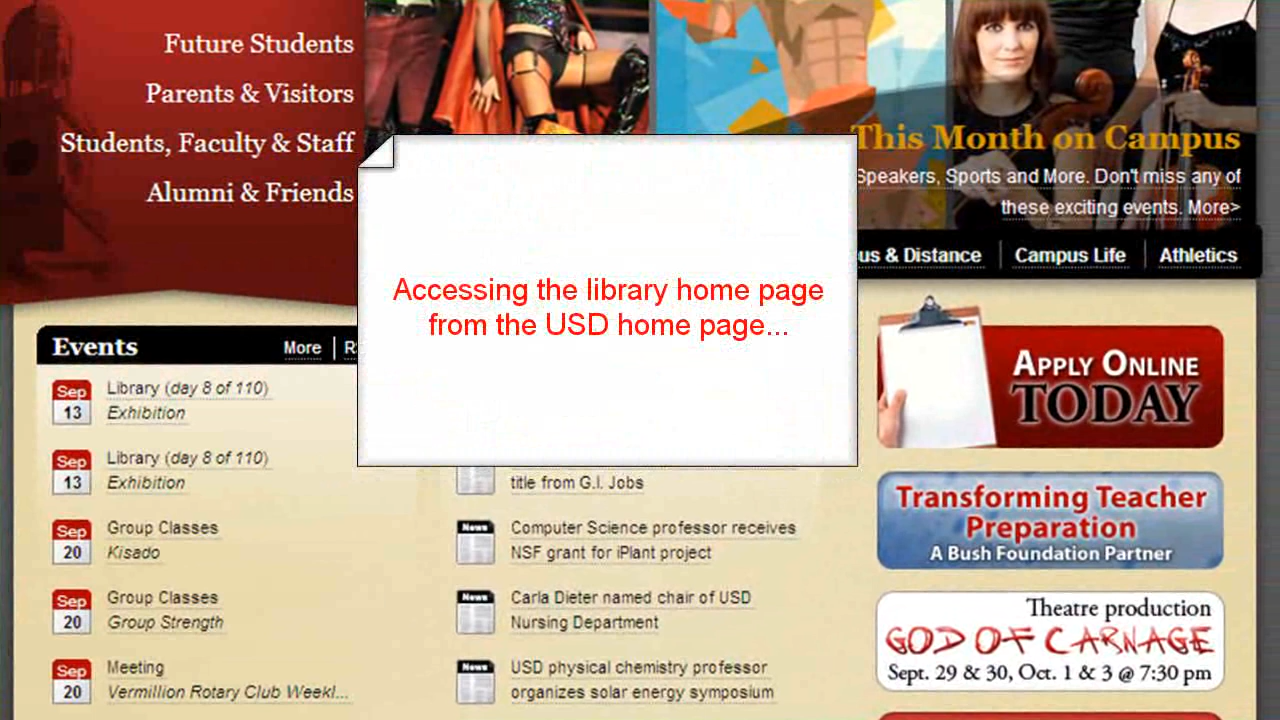 Future Students
Parents & Visitors
Students, Faculty & Staff
Alumni & Friends
This Month on Campus
Speakers, Sports and More. Don't miss any of
these exciting events. More>
us & Distance
Campus Life
Athletics
Accessing the library home page
from the USD home page...
Events
More
Sep
13
Library (day 8 of 110)
Exhibition
Sep
13
Library (day 8 of 110)
Exhibition
Sep
20
Group Classes
Kisado
Sep
20
Group Classes
Group Strength
Sep
20
Meeting
Vermillion Rotary Club Weekl...
title from G.I. Jobs
News
Computer Science professor receives
NSF grant for iPlant project
News
Carla Dieter named chair of USD
Nursing Department
News
USD physical chemistry professor
organizes solar energy symposium
APPLY ONLINE
TODAY
Transforming Teacher
Preparation
A Bush Foundation Partner
Theatre production
GOD OF CARNAGE
Sept. 29 & 30, Oct. 1 & 3 @ 7:30 pm